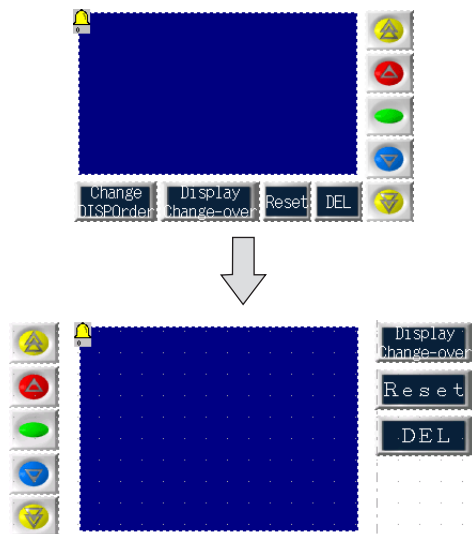 Change
DISPOrder
Display
Change-over
Reset
DEL
Display
Change-over
Reset
DEL